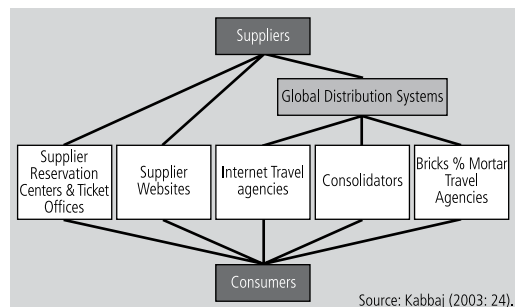 Suppliers
Global Distribution Systems
Supplier
Reservation
Centers & Ticket
Offices
Supplier
Websites
Internet Travel
agencies
Consolidators
Bricks % Mortar
Travel
Agencies
Consumers
Source: Kabbaj (2003: 24).